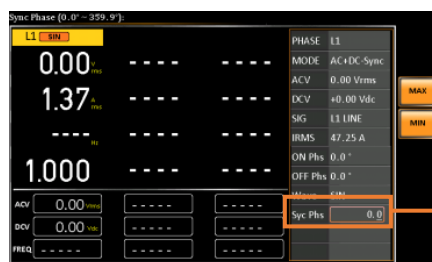 Sync Phase (0.0°~359.9°):
L1 SIN
0.00 V rms
1.37 A rms
---- Hz
1.000
---- ----
---- ----
---- ----
---- ----
ACV 0.00 Vrms ----- -----
DCV 0.00 Vdc ----- -----
FREQ ----- ----- -----
PHASE L1
MODE AC+DC-Sync
ACV 0.00 Vrms
DCV +0.00 Vdc
SIG L1 LINE
IRMS 47.25 A
ON Phs 0.0 °
OFF Phs 0.0 °
Wave SIN
Syc Phs 0.0
MAX
MIN